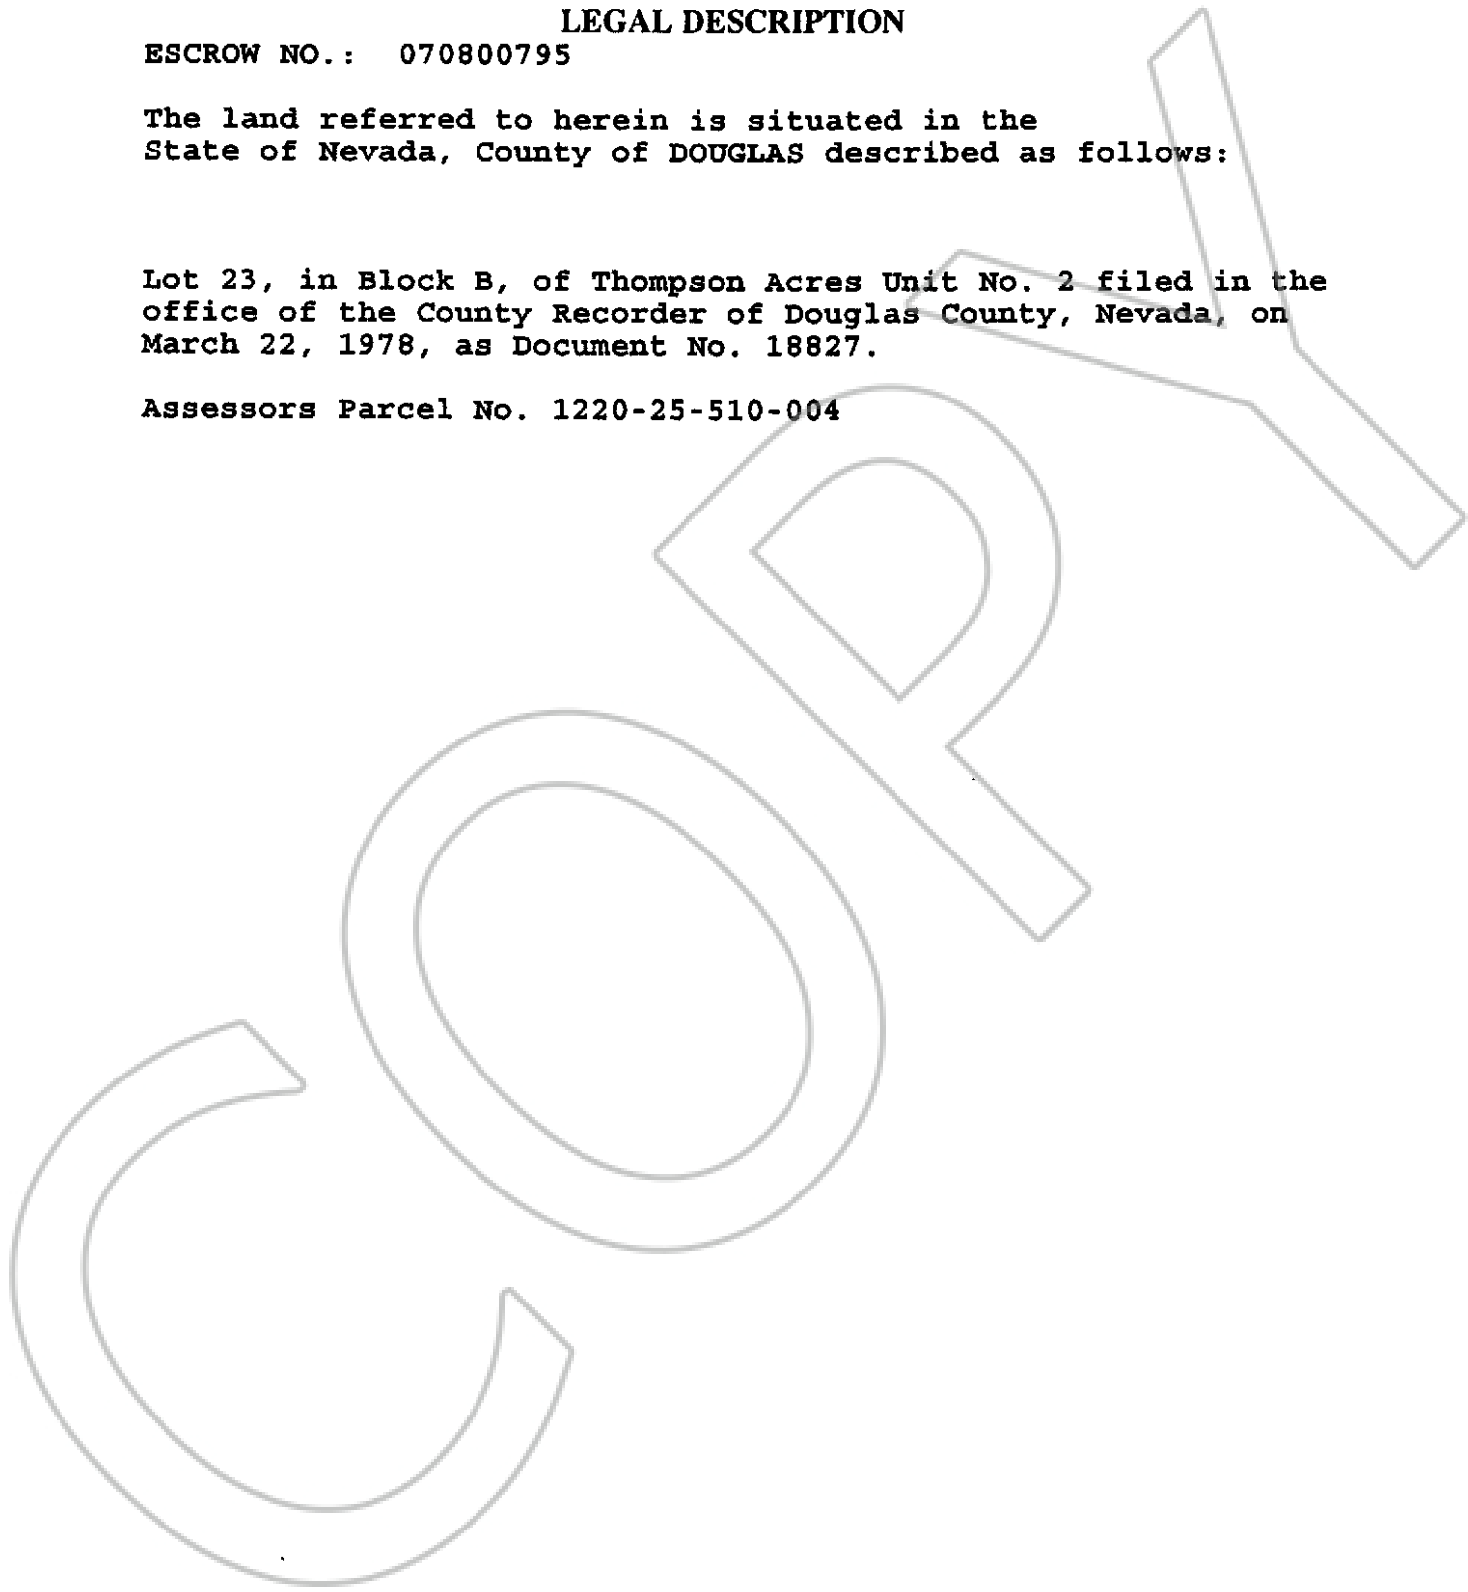 LEGAL DESCRIPTION
ESCROW NO.: 070800795
The land referred to herein is situated in the
State of Nevada, County of DOUGLAS described as follows:
Lot 23, in Block B, of Thompson Acres Unit No. 2 filed in the
office of the County Recorder of Douglas County, Nevada, on
March 22, 1978, as Document No. 18827.
Assessors Parcel No. 1220-25-510-004
COPY